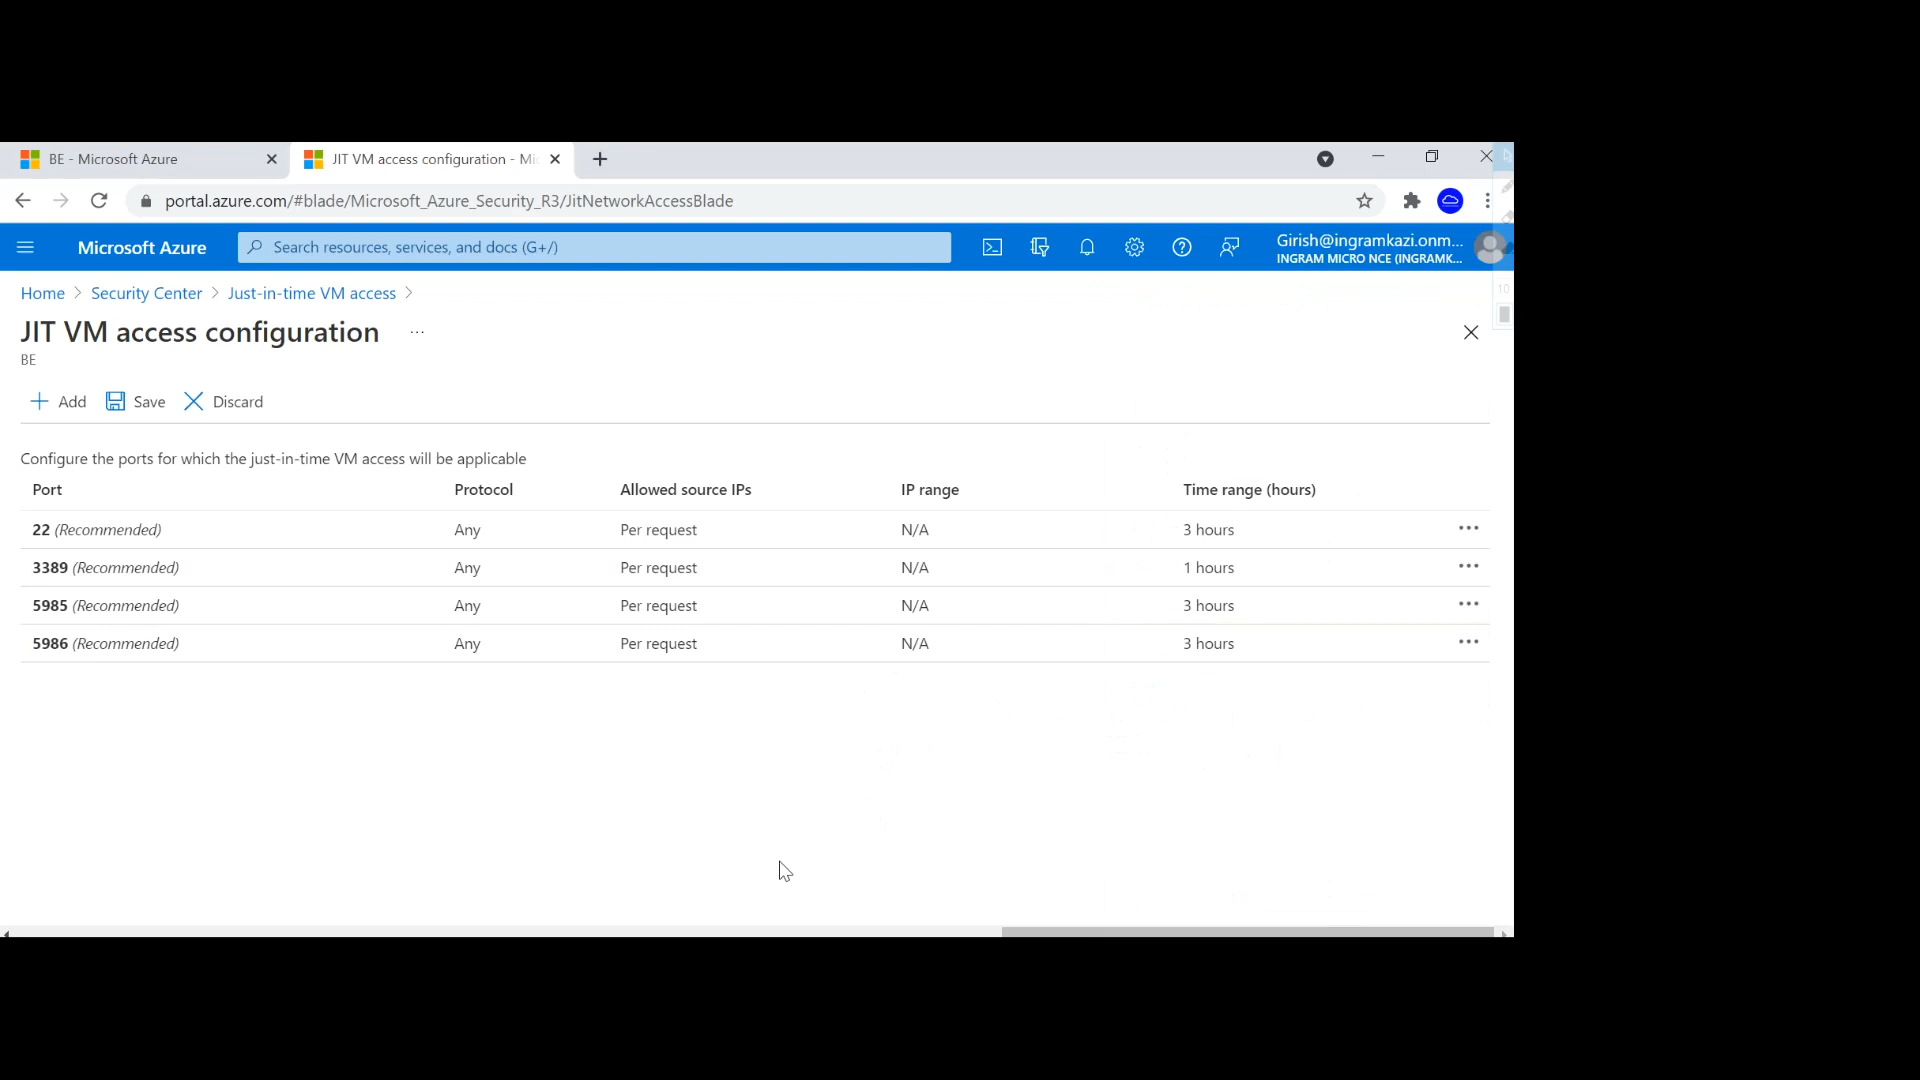 BE - Microsoft Azure
JIT VM access configuration - Mic
portal.azure.com/#blade/Microsoft_Azure_Security_R3/JitNetworkAccessBlade
Microsoft Azure
Search resources, services, and docs (G+/)
Girish@ingramkazi.onm...
INGRAM MICRO NCE (INGRAMK...
Home > Security Center > Just-in-time VM access >
10
JIT VM access configuration ...
BE
Add Save Discard
Configure the ports for which the just-in-time VM access will be applicable
Port Protocol Allowed source IPs IP range Time range (hours)
22 (Recommended) Any Per request N/A 3 hours
3389 (Recommended) Any Per request N/A 1 hours
5985 (Recommended) Any Per request N/A 3 hours
5986 (Recommended) Any Per request N/A 3 hours